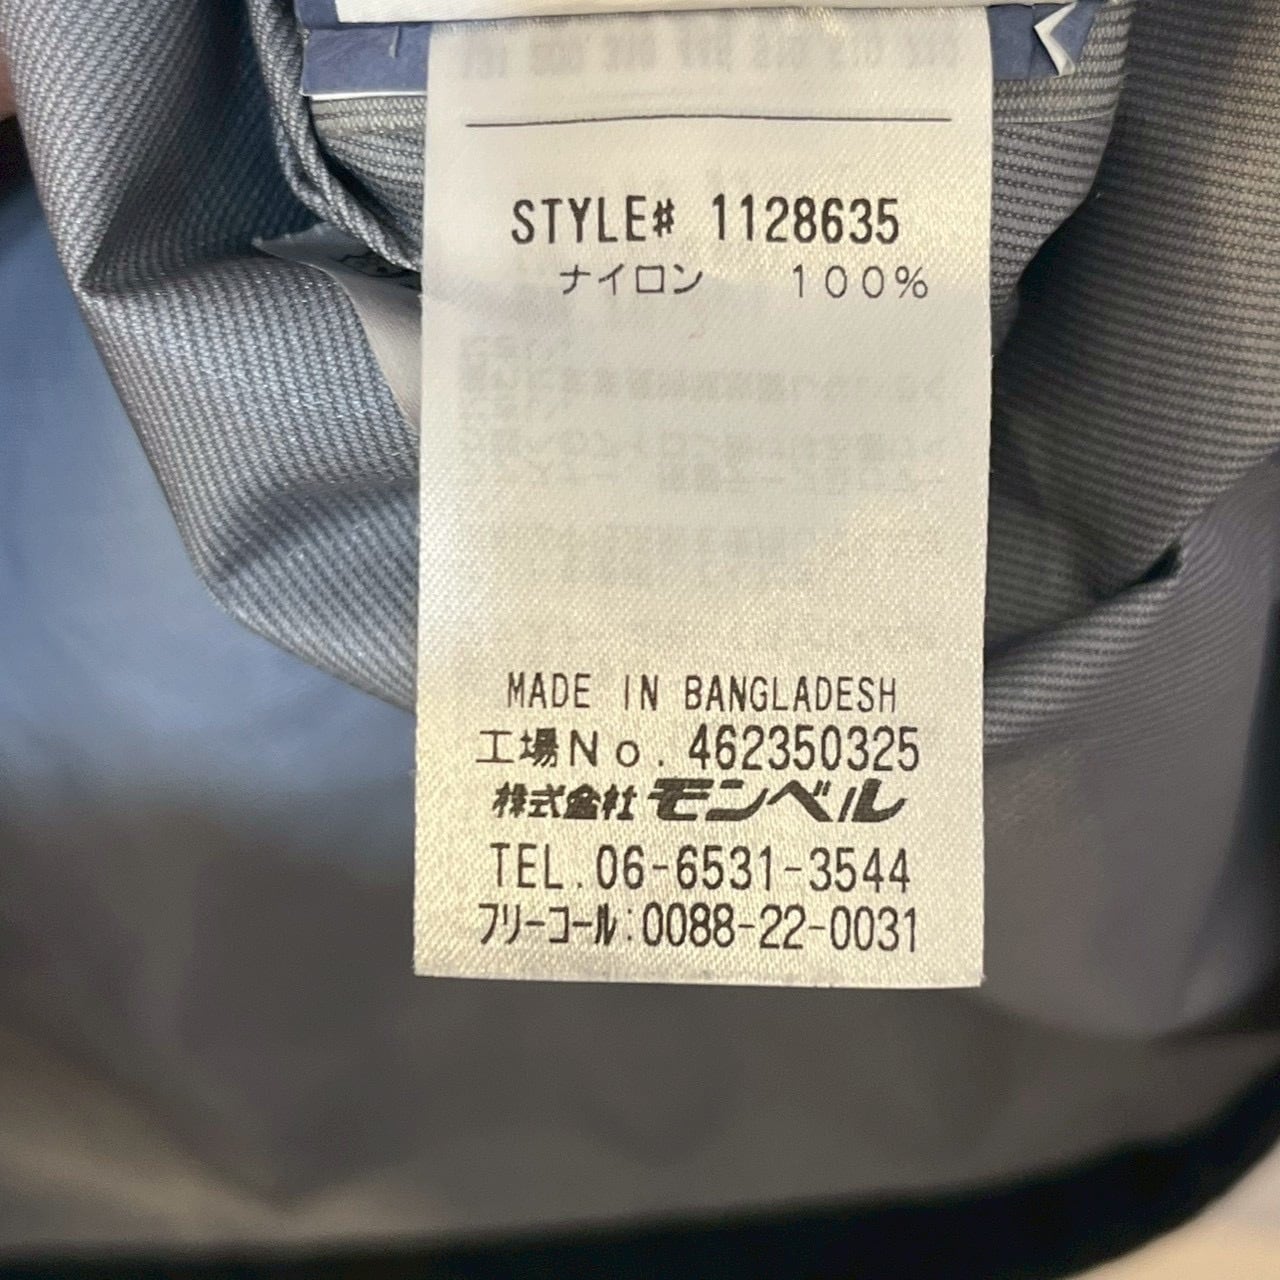 STYLE# 1128635
ナイロン 100%
MADE IN BANGLADESH
工場No. 462350325
株式会社 モンベル
TEL.06-6531-3544
フリーコール:0088-22-0031